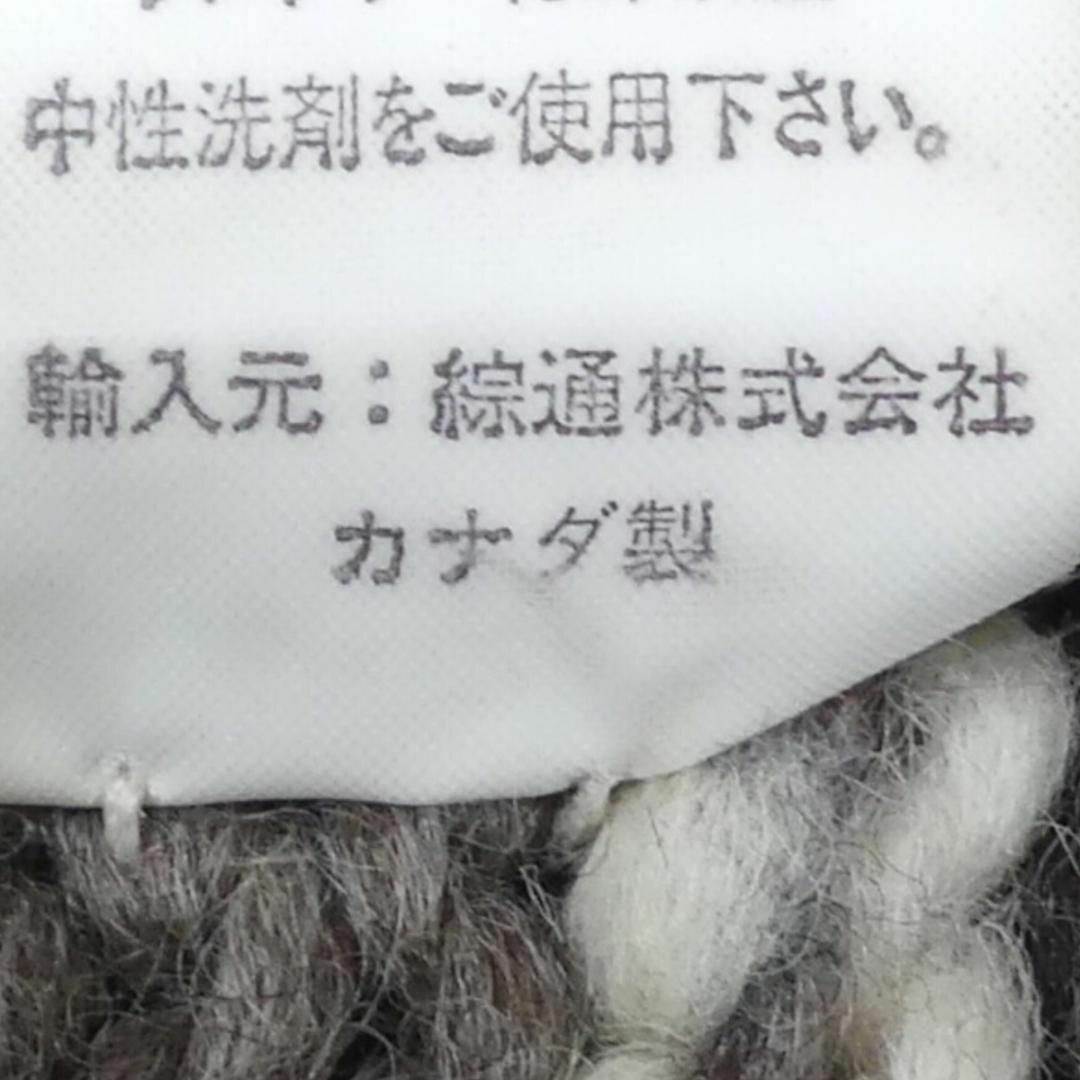 中性洗剤をご使用下さい。
輸入元：綜通株式会社
カナダ製